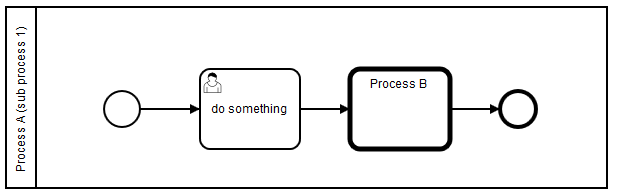 Process A (sub process 1)
do something
Process B